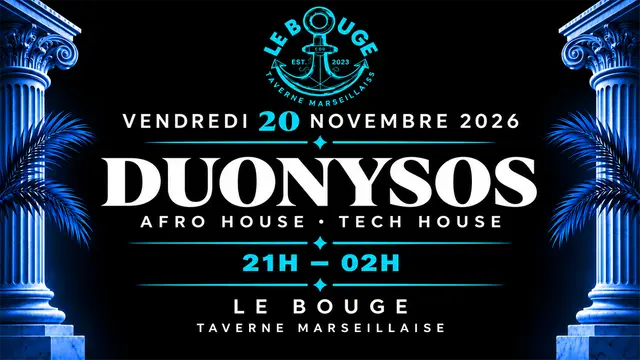 LE BOUGE
EST. 2023
TAVERNE MARSEILLAISE
VENDREDI 20 NOVEMBRE 2026
DUONYSOS
AFRO HOUSE • TECH HOUSE
21H — 02H
LE BOUGE
TAVERNE MARSEILLAISE